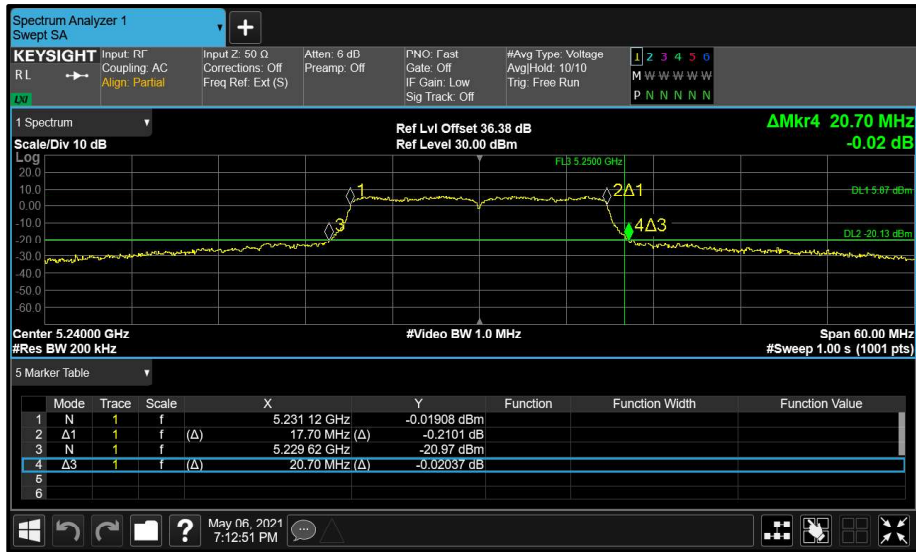 Spectrum Analyzer 1
Swept SA
+
KEYSIGHT Input: RF Input Z: 50 Ω Atten: 6 dB PNO: Fast #Avg Type: Voltage 1 2 3 4 5 6
RL Coupling: AC Corrections: Off Preamp: Off Gate: Off Avg|Hold: 10/10 M W W W W W
Align: Partial Freq Ref: Ext (S) IF Gain: Low Trig: Free Run
LXI Sig Track: Off P N N N N N
1 Spectrum Ref Lvl Offset 36.38 dB ΔMkr4 20.70 MHz
Scale/Div 10 dB Ref Level 30.00 dBm -0.02 dB
Log
FL3 5.2500 GHz
20.0
10.0 1 2Δ1 DL1 5.87 dBm
0.00
-10.0 3 4Δ3
-20.0 DL2 -20.13 dBm
-30.0
-40.0
-50.0
-60.0
Center 5.24000 GHz #Video BW 1.0 MHz Span 60.00 MHz
#Res BW 200 kHz #Sweep 1.00 s (1001 pts)
5 Marker Table
Mode Trace Scale X Y Function Function Width Function Value
1 N 1 f 5.231 12 GHz -0.01908 dBm
2 Δ1 1 f (Δ) 17.70 MHz (Δ) -0.2101 dB
3 N 1 f 5.229 62 GHz -20.97 dBm
4 Δ3 1 f (Δ) 20.70 MHz (Δ) -0.02037 dB
5
6
? May 06, 2021
7:12:51 PM